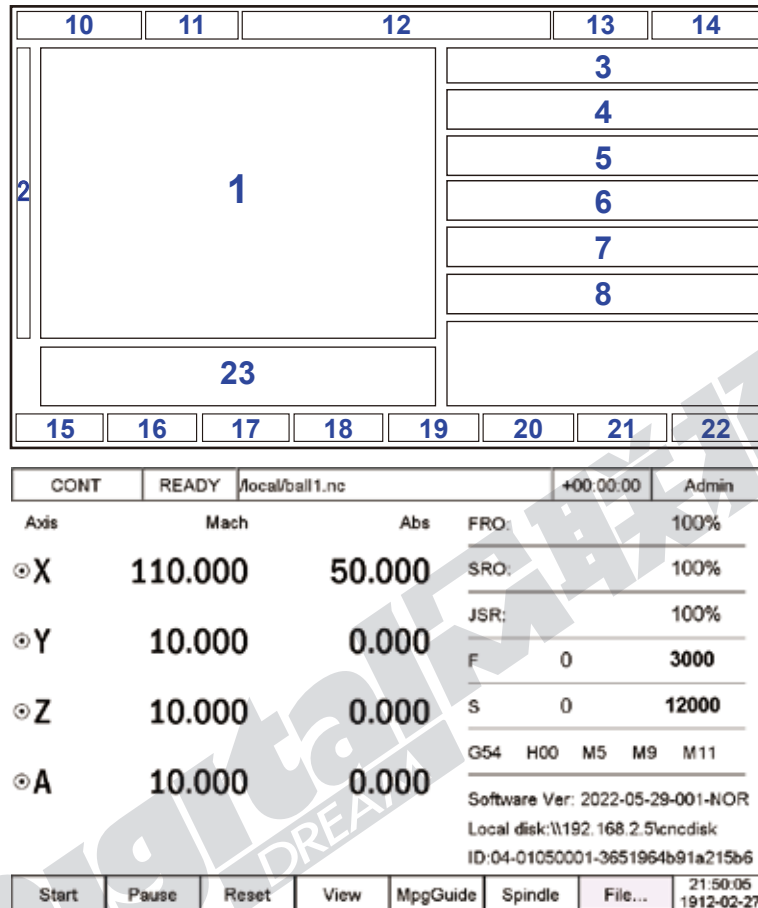 10 11 12 13 14
3
4
5
2 1 6
7
8
23
15 16 17 18 19 20 21 22
CONT READY /local/ball1.nc +00:00:00 Admin
Axis Mach Abs FRO: 100%
X 110.000 50.000 SRO: 100%
JSR: 100%
Y 10.000 0.000 F 0 3000
Z 10.000 0.000 S 0 12000
G54 H00 M5 M9 M11
A 10.000 0.000
Software Ver: 2022-05-29-001-NOR
Local disk:\\192.168.2.5\cncdisk
ID:04-01050001-3651964b91a215b6
Start Pause Reset View MpgGuide Spindle File... 21:50:05
1912-02-27
Digital
DREAM